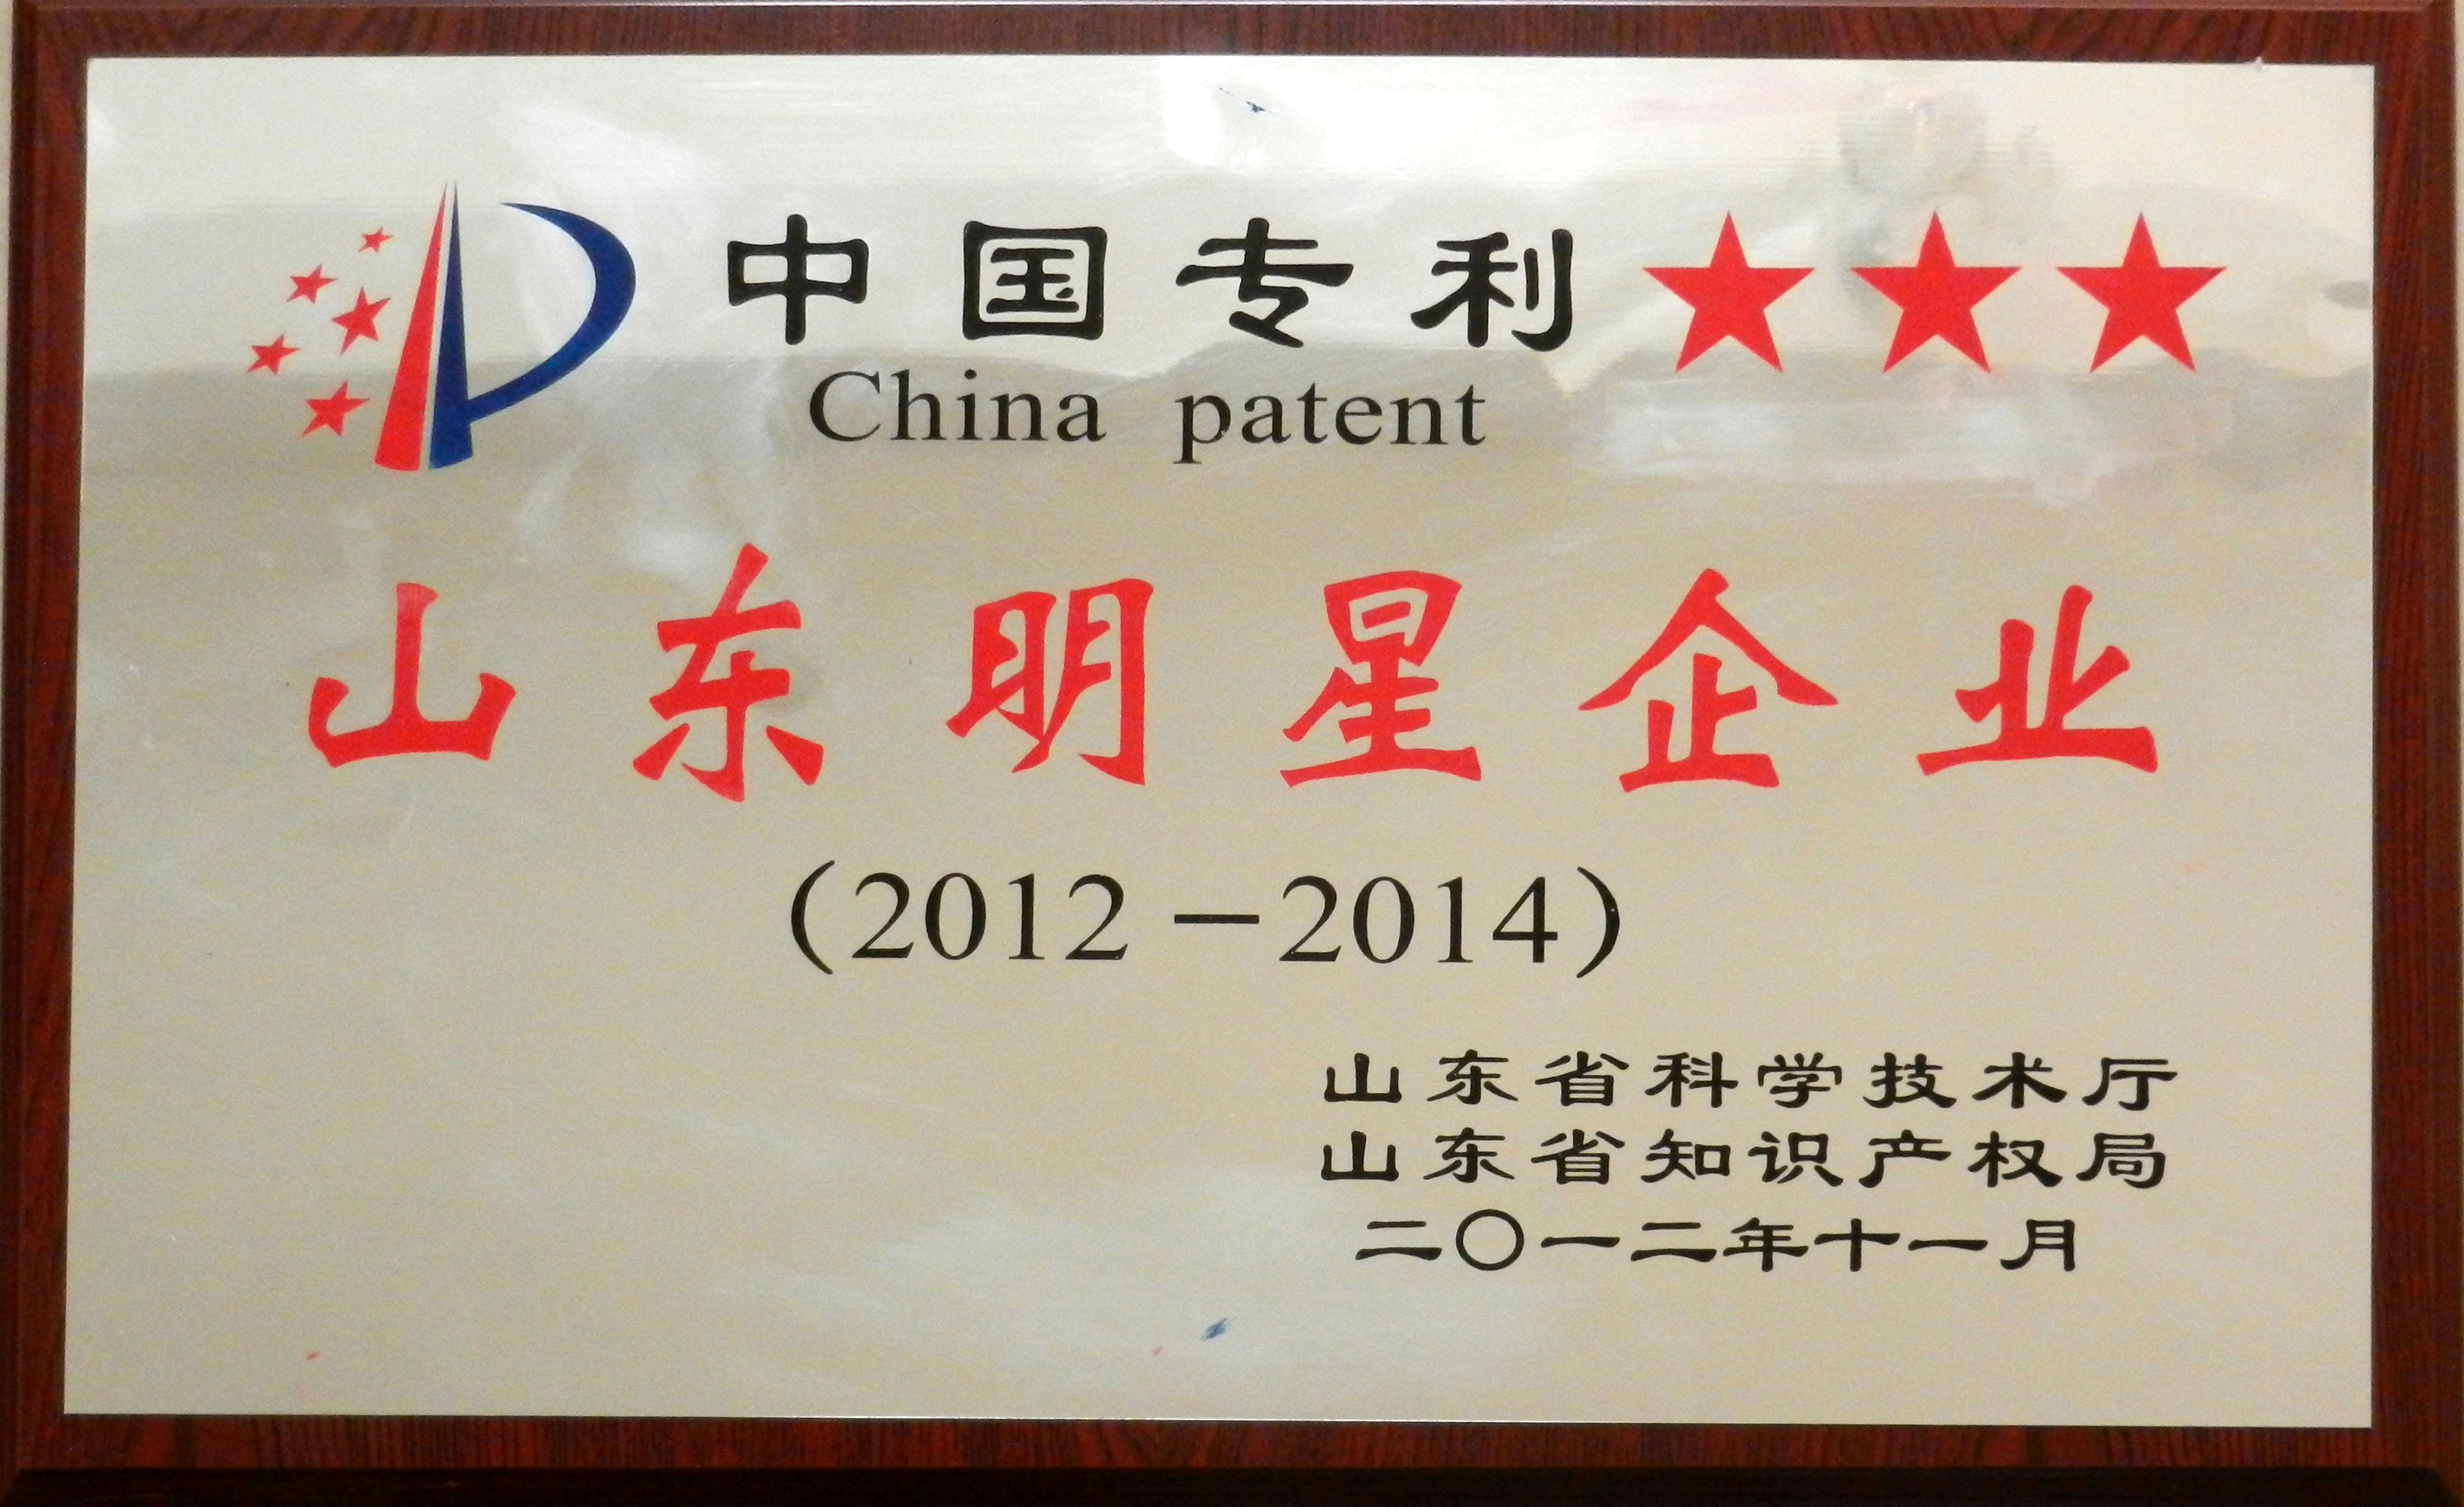 中国专利★★★
China patent
山东明星企业
(2012-2014)
山东省科学技术厅
山东省知识产权局
二〇一二年十一月